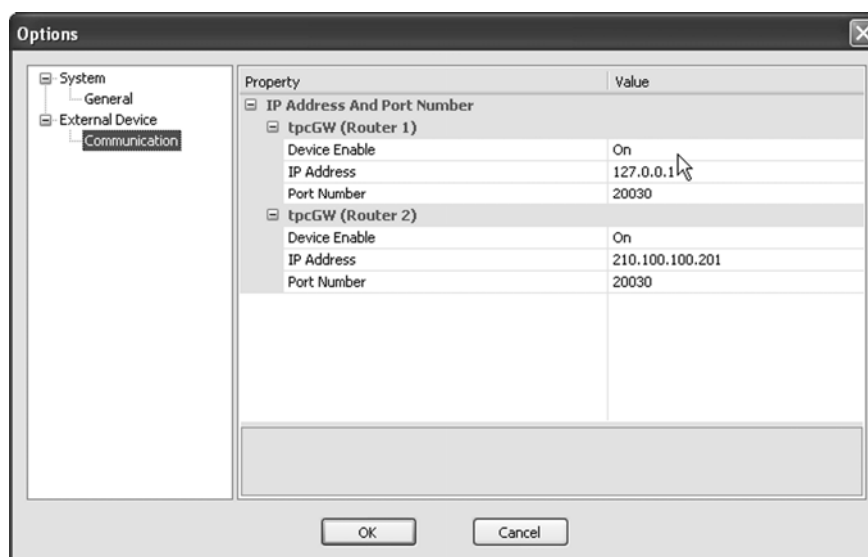 Options
System
General
External Device
Communication
Property Value
IP Address And Port Number
tpcGW (Router 1)
Device Enable On
IP Address 127.0.0.1
Port Number 20030
tpcGW (Router 2)
Device Enable On
IP Address 210.100.100.201
Port Number 20030
OK Cancel